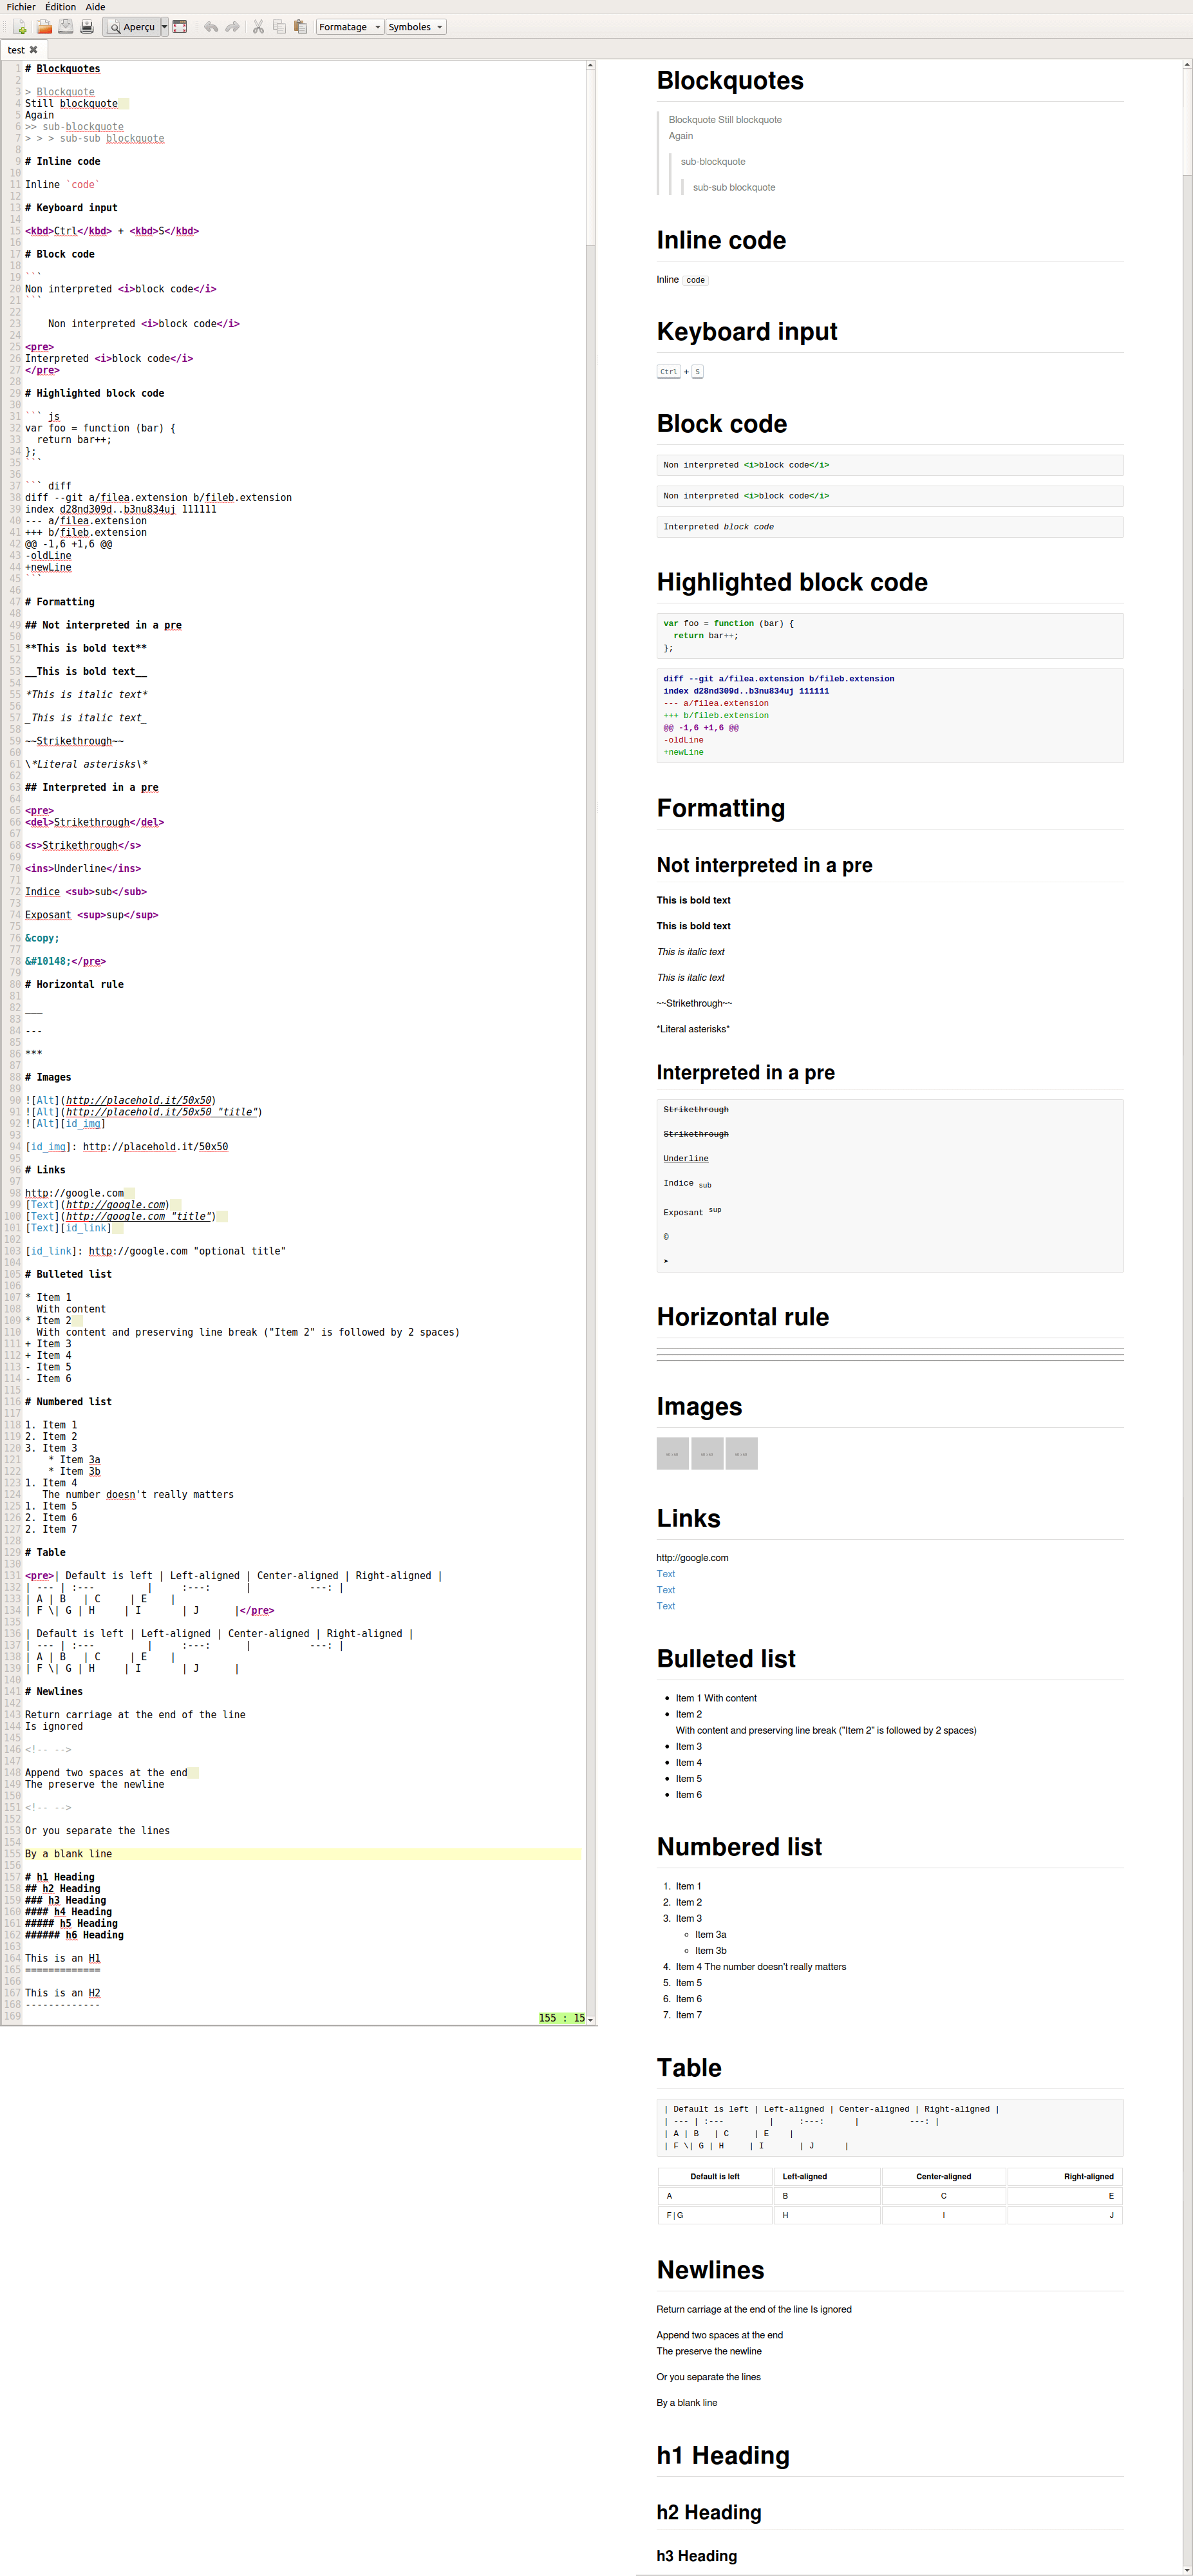 Fichier Édition Aide
Aperçu Formatage Symboles
test
1 # Blockquotes
2
3 > Blockquote
4 Still blockquote
5 Again
6 >> sub-blockquote
7 > > > sub-sub blockquote
8
9 # Inline code
10
11 Inline `code`
12
13 # Keyboard input
14
15 <kbd>Ctrl</kbd> + <kbd>S</kbd>
16
17 # Block code
18
19 ```
20 Non interpreted <i>block code</i>
21 ```
22
23     Non interpreted <i>block code</i>
24
25 <pre>
26 Interpreted <i>block code</i>
27 </pre>
28
29 # Highlighted block code
30
31 ``` js
32 var foo = function (bar) {
33   return bar++;
34 };
35 ```
36
37 ``` diff
38 diff --git a/filea.extension b/fileb.extension
39 index d28nd309d..b3nu834uj 111111
40 --- a/filea.extension
41 +++ b/fileb.extension
42 @@ -1,6 +1,6 @@
43 -oldLine
44 +newLine
45 ```
46
47 # Formatting
48
49 ## Not interpreted in a pre
50
51 **This is bold text**
52
53 __This is bold text__
54
55 *This is italic text*
56
57 _This is italic text_
58
59 ~~Strikethrough~~
60
61 \*Literal asterisks\*
62
63 ## Interpreted in a pre
64
65 <pre>
66 <del>Strikethrough</del>
67
68 <s>Strikethrough</s>
69
70 <ins>Underline</ins>
71
72 Indice <sub>sub</sub>
73
74 Exposant <sup>sup</sup>
75
76 &copy;
77
78 &#10148;</pre>
79
80 # Horizontal rule
81
82 ___
83
84 ---
85
86 ***
87
88 # Images
89
90 ![Alt](http://placehold.it/50x50)
91 ![Alt](http://placehold.it/50x50 "title")
92 ![Alt][id_img]
93
94 [id_img]: http://placehold.it/50x50
95
96 # Links
97
98 http://google.com
99 [Text](http://google.com)
100 [Text](http://google.com "title")
101 [Text][id_link]
102
103 [id_link]: http://google.com "optional title"
104
105 # Bulleted list
106
107 * Item 1
108   With content
109 * Item 2
110   With content and preserving line break ("Item 2" is followed by 2 spaces)
111 + Item 3
112 + Item 4
113 - Item 5
114 - Item 6
115
116 # Numbered list
117
118 1. Item 1
119 2. Item 2
120 3. Item 3
121     * Item 3a
122     * Item 3b
123 1. Item 4
124    The number doesn't really matters
125 1. Item 5
126 2. Item 6
127 2. Item 7
128
129 # Table
130
131 <pre>| Default is left | Left-aligned | Center-aligned | Right-aligned |
132 | --- | :---         |     :---:      |          ---: |
133 | A | B   | C     | E    |
134 | F \| G | H     | I       | J      |</pre>
135
136 | Default is left | Left-aligned | Center-aligned | Right-aligned |
137 | --- | :---         |     :---:      |          ---: |
138 | A | B   | C     | E    |
139 | F \| G | H     | I       | J      |
140
141 # Newlines
142
143 Return carriage at the end of the line
144 Is ignored
145
146 <!-- -->
147
148 Append two spaces at the end
149 The preserve the newline
150
151 <!-- -->
152
153 Or you separate the lines
154
155 By a blank line
156
157 # h1 Heading
158 ## h2 Heading
159 ### h3 Heading
160 #### h4 Heading
161 ##### h5 Heading
162 ###### h6 Heading
163
164 This is an H1
165 =============
166
167 This is an H2
168 -------------
169
155 : 15
Blockquotes
Blockquote Still blockquote
Again
sub-blockquote
sub-sub blockquote
Inline code
Inline code
Keyboard input
Ctrl + S
Block code
Non interpreted <i>block code</i>
Non interpreted <i>block code</i>
Interpreted block code
Highlighted block code
var foo = function (bar) {
  return bar++;
};
diff --git a/filea.extension b/fileb.extension
index d28nd309d..b3nu834uj 111111
--- a/filea.extension
+++ b/fileb.extension
@@ -1,6 +1,6 @@
-oldLine
+newLine
Formatting
Not interpreted in a pre
This is bold text
This is bold text
This is italic text
This is italic text
~~Strikethrough~~
*Literal asterisks*
Interpreted in a pre
Strikethrough
Strikethrough
Underline
Indice sub
Exposant sup
©
➤
Horizontal rule
Images
Links
http://google.com
Text
Text
Text
Bulleted list
• Item 1 With content
• Item 2
With content and preserving line break ("Item 2" is followed by 2 spaces)
• Item 3
• Item 4
• Item 5
• Item 6
Numbered list
1. Item 1
2. Item 2
3. Item 3
◦ Item 3a
◦ Item 3b
4. Item 4 The number doesn't really matters
5. Item 5
6. Item 6
7. Item 7
Table
| Default is left | Left-aligned | Center-aligned | Right-aligned |
| --- | :---         |     :---:      |          ---: |
| A | B   | C     | E    |
| F \| G | H     | I       | J      |
Default is left Left-aligned Center-aligned Right-aligned
A B C E
F | G H I J
Newlines
Return carriage at the end of the line Is ignored
Append two spaces at the end
The preserve the newline
Or you separate the lines
By a blank line
h1 Heading
h2 Heading
h3 Heading